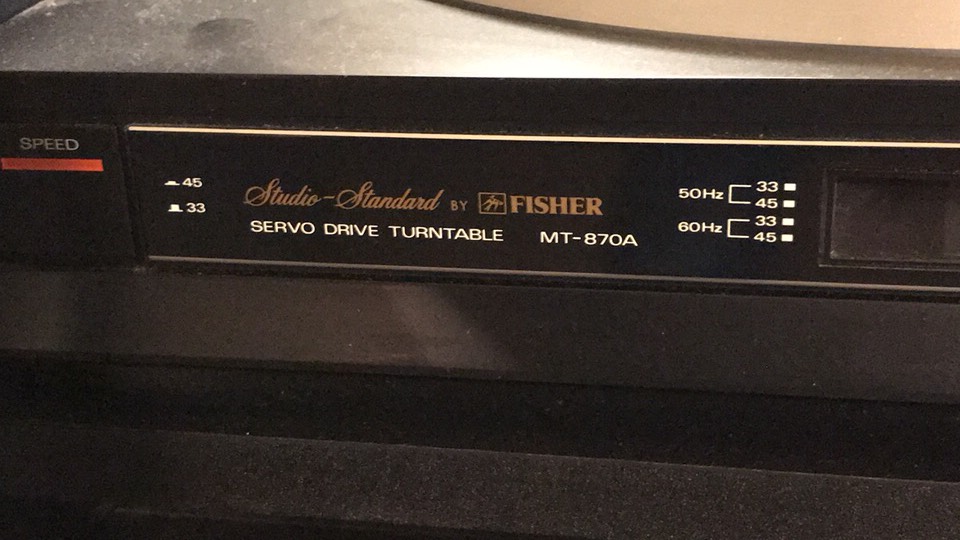 SPEED
45
33
Studio-Standard BY FISHER
SERVO DRIVE TURNTABLE MT-870A
50Hz 33
45
60Hz 33
45